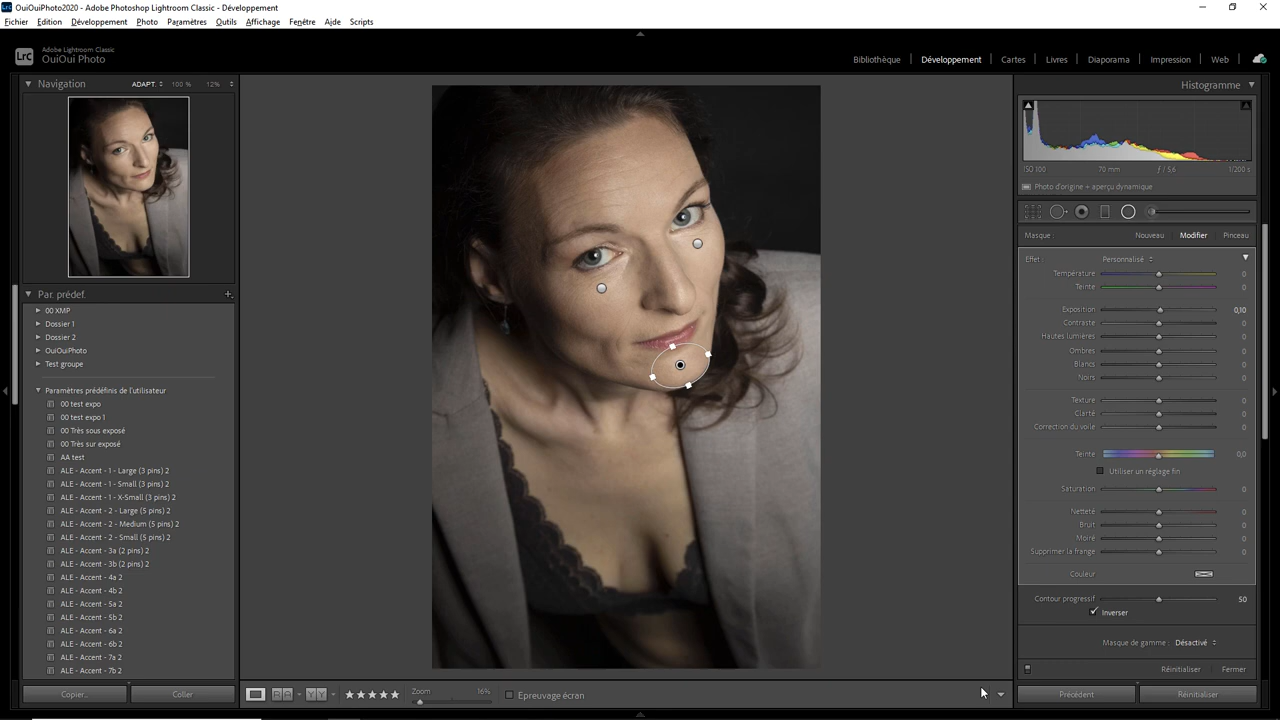 OuiOuiPhoto2020 - Adobe Photoshop Lightroom Classic - Développement
Fichier Edition Développement Photo Paramètres Outils Affichage Fenêtre Aide Scripts
Lrc
Adobe Lightroom Classic
OuiOui Photo
Bibliothèque | Développement | Cartes | Livres | Diaporama | Impression | Web
Navigation ADAPT. 100 % 12%
Par. prédéf. +
00 XMP
Dossier 1
Dossier 2
OuiOuiPhoto
Test groupe
Paramètres prédéfinis de l'utilisateur
00 test expo
00 test expo 1
00 Très sous exposé
00 Très sur exposé
AA test
ALE - Accent - 1 - Large (3 pins) 2
ALE - Accent - 1 - Small (3 pins) 2
ALE - Accent - 1 - X-Small (3 pins) 2
ALE - Accent - 2 - Large (5 pins) 2
ALE - Accent - 2 - Medium (5 pins) 2
ALE - Accent - 2 - Small (5 pins) 2
ALE - Accent - 3a (2 pins) 2
ALE - Accent - 3b (2 pins) 2
ALE - Accent - 4a 2
ALE - Accent - 4b 2
ALE - Accent - 5a 2
ALE - Accent - 5b 2
ALE - Accent - 6a 2
ALE - Accent - 6b 2
ALE - Accent - 7a 2
ALE - Accent - 7b 2
Copier... Coller
Zoom 16%
Epreuvage écran
Histogramme
ISO 100 70 mm ƒ / 5,6 1/200 s
Photo d'origine + aperçu dynamique
Masque : Nouveau Modifier Pinceau
Effet : Personnalisé
Température 0
Teinte 0
Exposition 0,10
Contraste 0
Hautes lumières 0
Ombres 0
Blancs 0
Noirs 0
Texture 0
Clarté 0
Correction du voile 0
Teinte 0,0
Utiliser un réglage fin
Saturation 0
Netteté 0
Bruit 0
Moiré 0
Supprimer la frange 0
Couleur
Contour progressif 50
Inverser
Masque de gamme : Désactivé
Réinitialiser Fermer
Précédent Réinitialiser